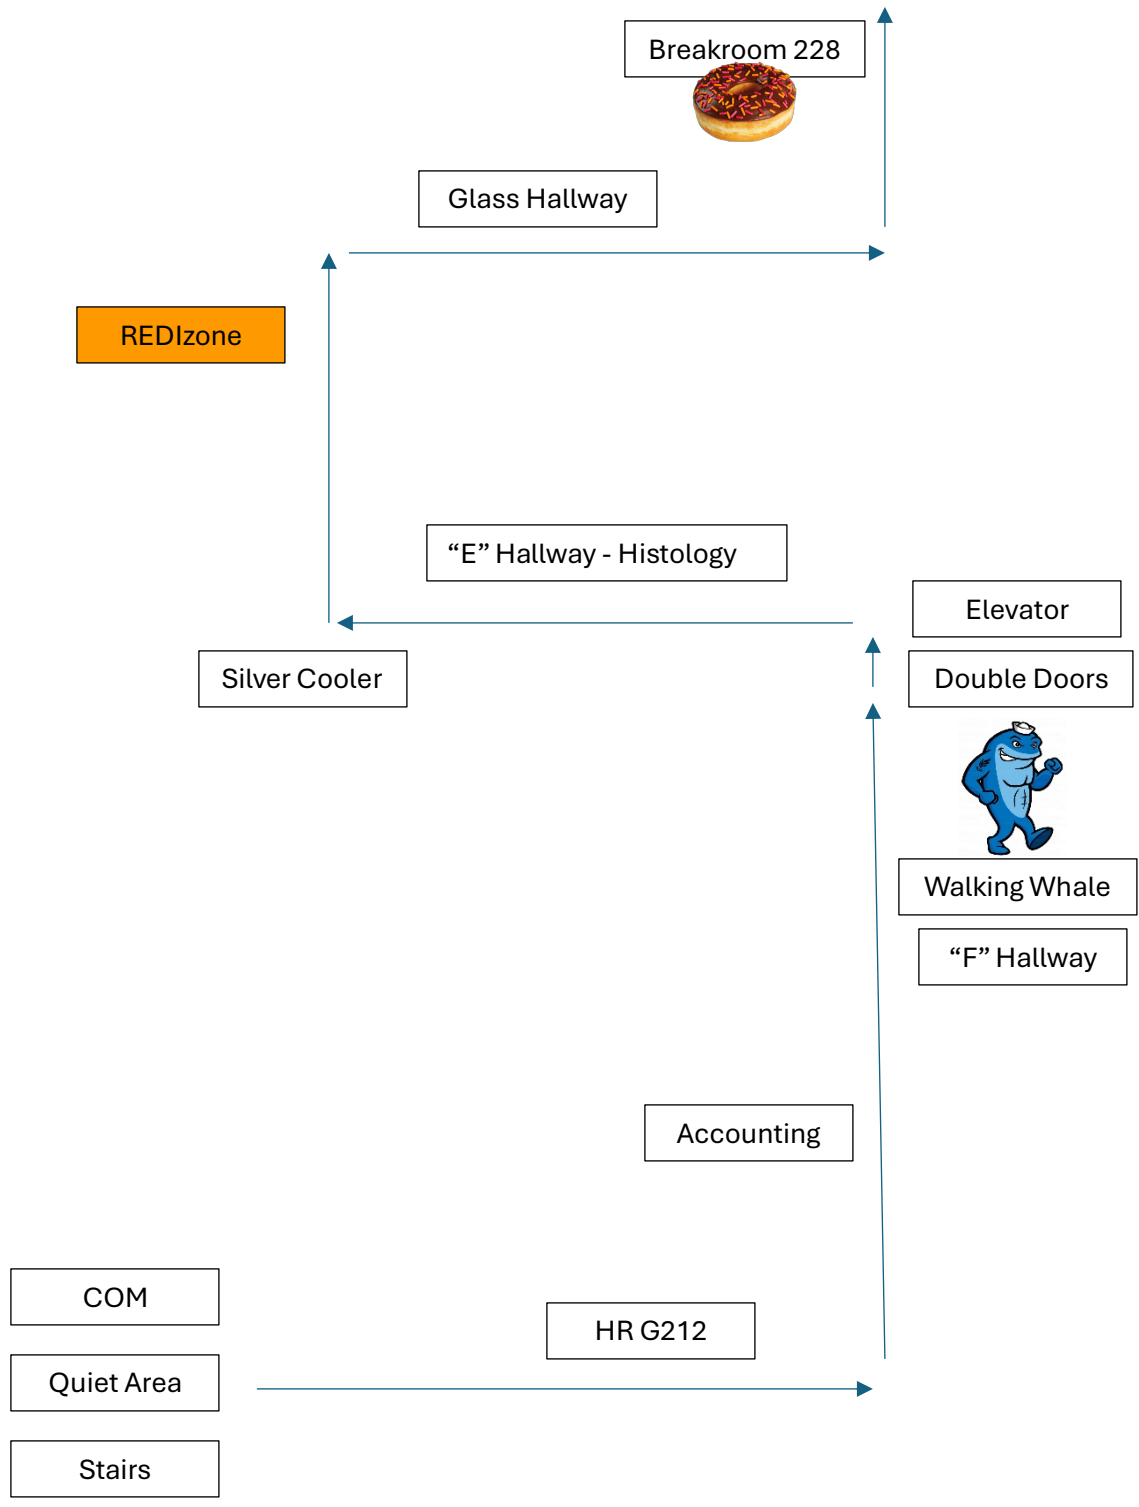 Breakroom 228
Glass Hallway
REDIzone
“E” Hallway - Histology
Elevator
Silver Cooler
Double Doors
Walking Whale
“F” Hallway
Accounting
COM
HR G212
Quiet Area
Stairs